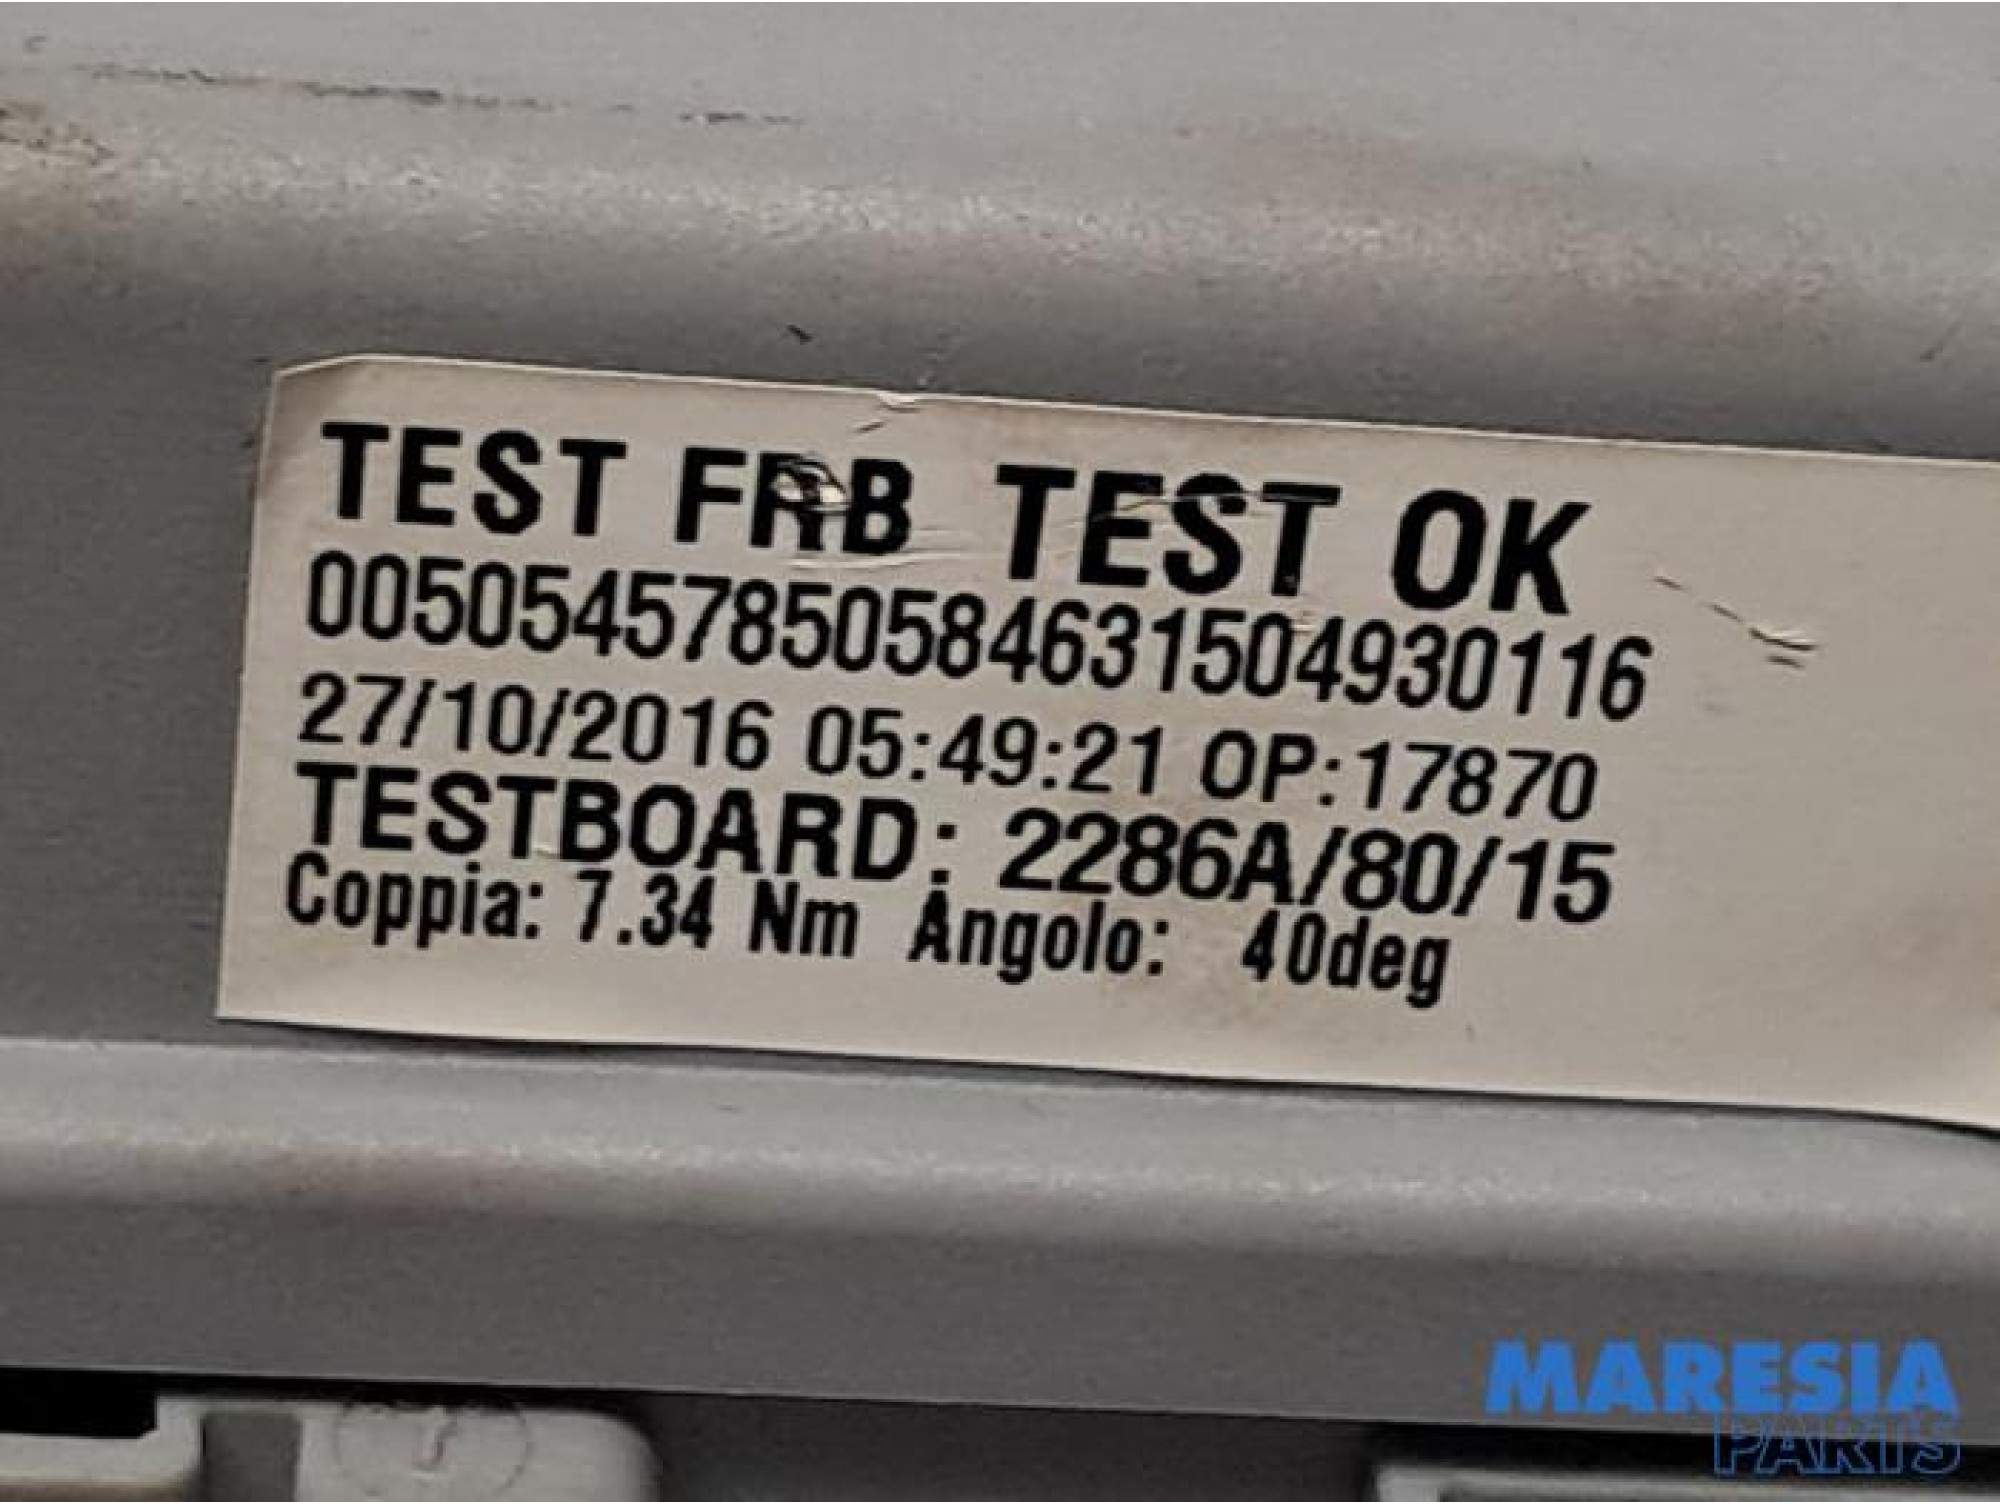 TEST FRB TEST OK
00505457850584631504930116
27/10/2016 05:49:21 OP:17870
TESTBOARD: 2286A/80/15
Coppia: 7.34 Nm Angolo: 40deg
MARESIA
PARTS